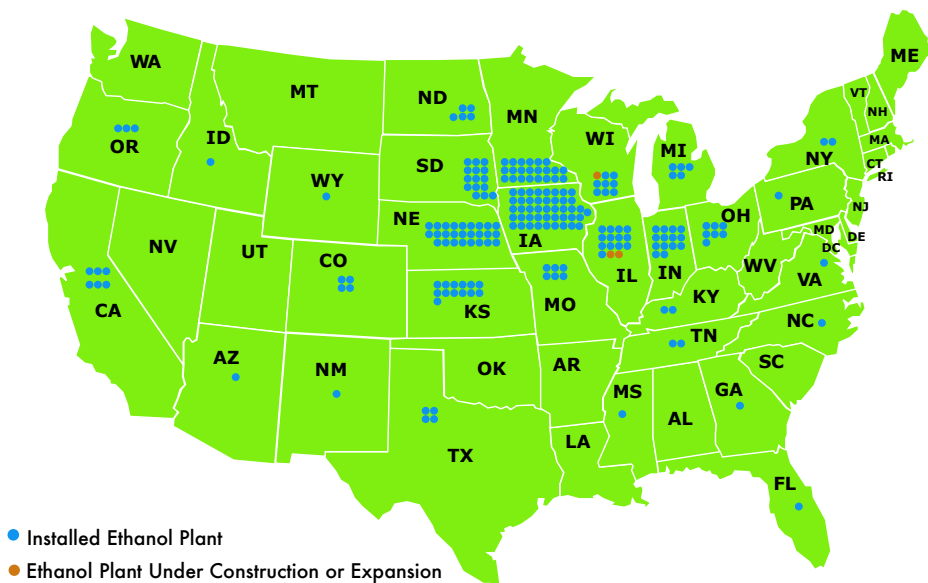 WA
ME
MT
ND
VT
MN
NH
OR
ID
WI
MA
MI
SD
NY
CT
WY
RI
PA
NJ
NE
OH
MD
DE
IA
NV
DC
UT
CO
WV
IL
IN
VA
KY
MO
CA
KS
NC
TN
AZ
SC
NM
OK
AR
MS
GA
AL
LA
TX
FL
Installed Ethanol Plant
Ethanol Plant Under Construction or Expansion